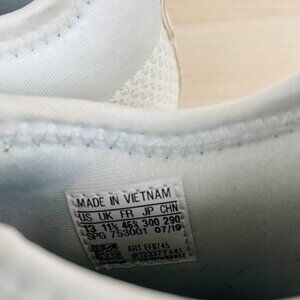 MADE IN VIETNAM
US UK FR JP CHN
13 11½ 46⅔ 300 290
SPG 753001 07/19
ART EF8745